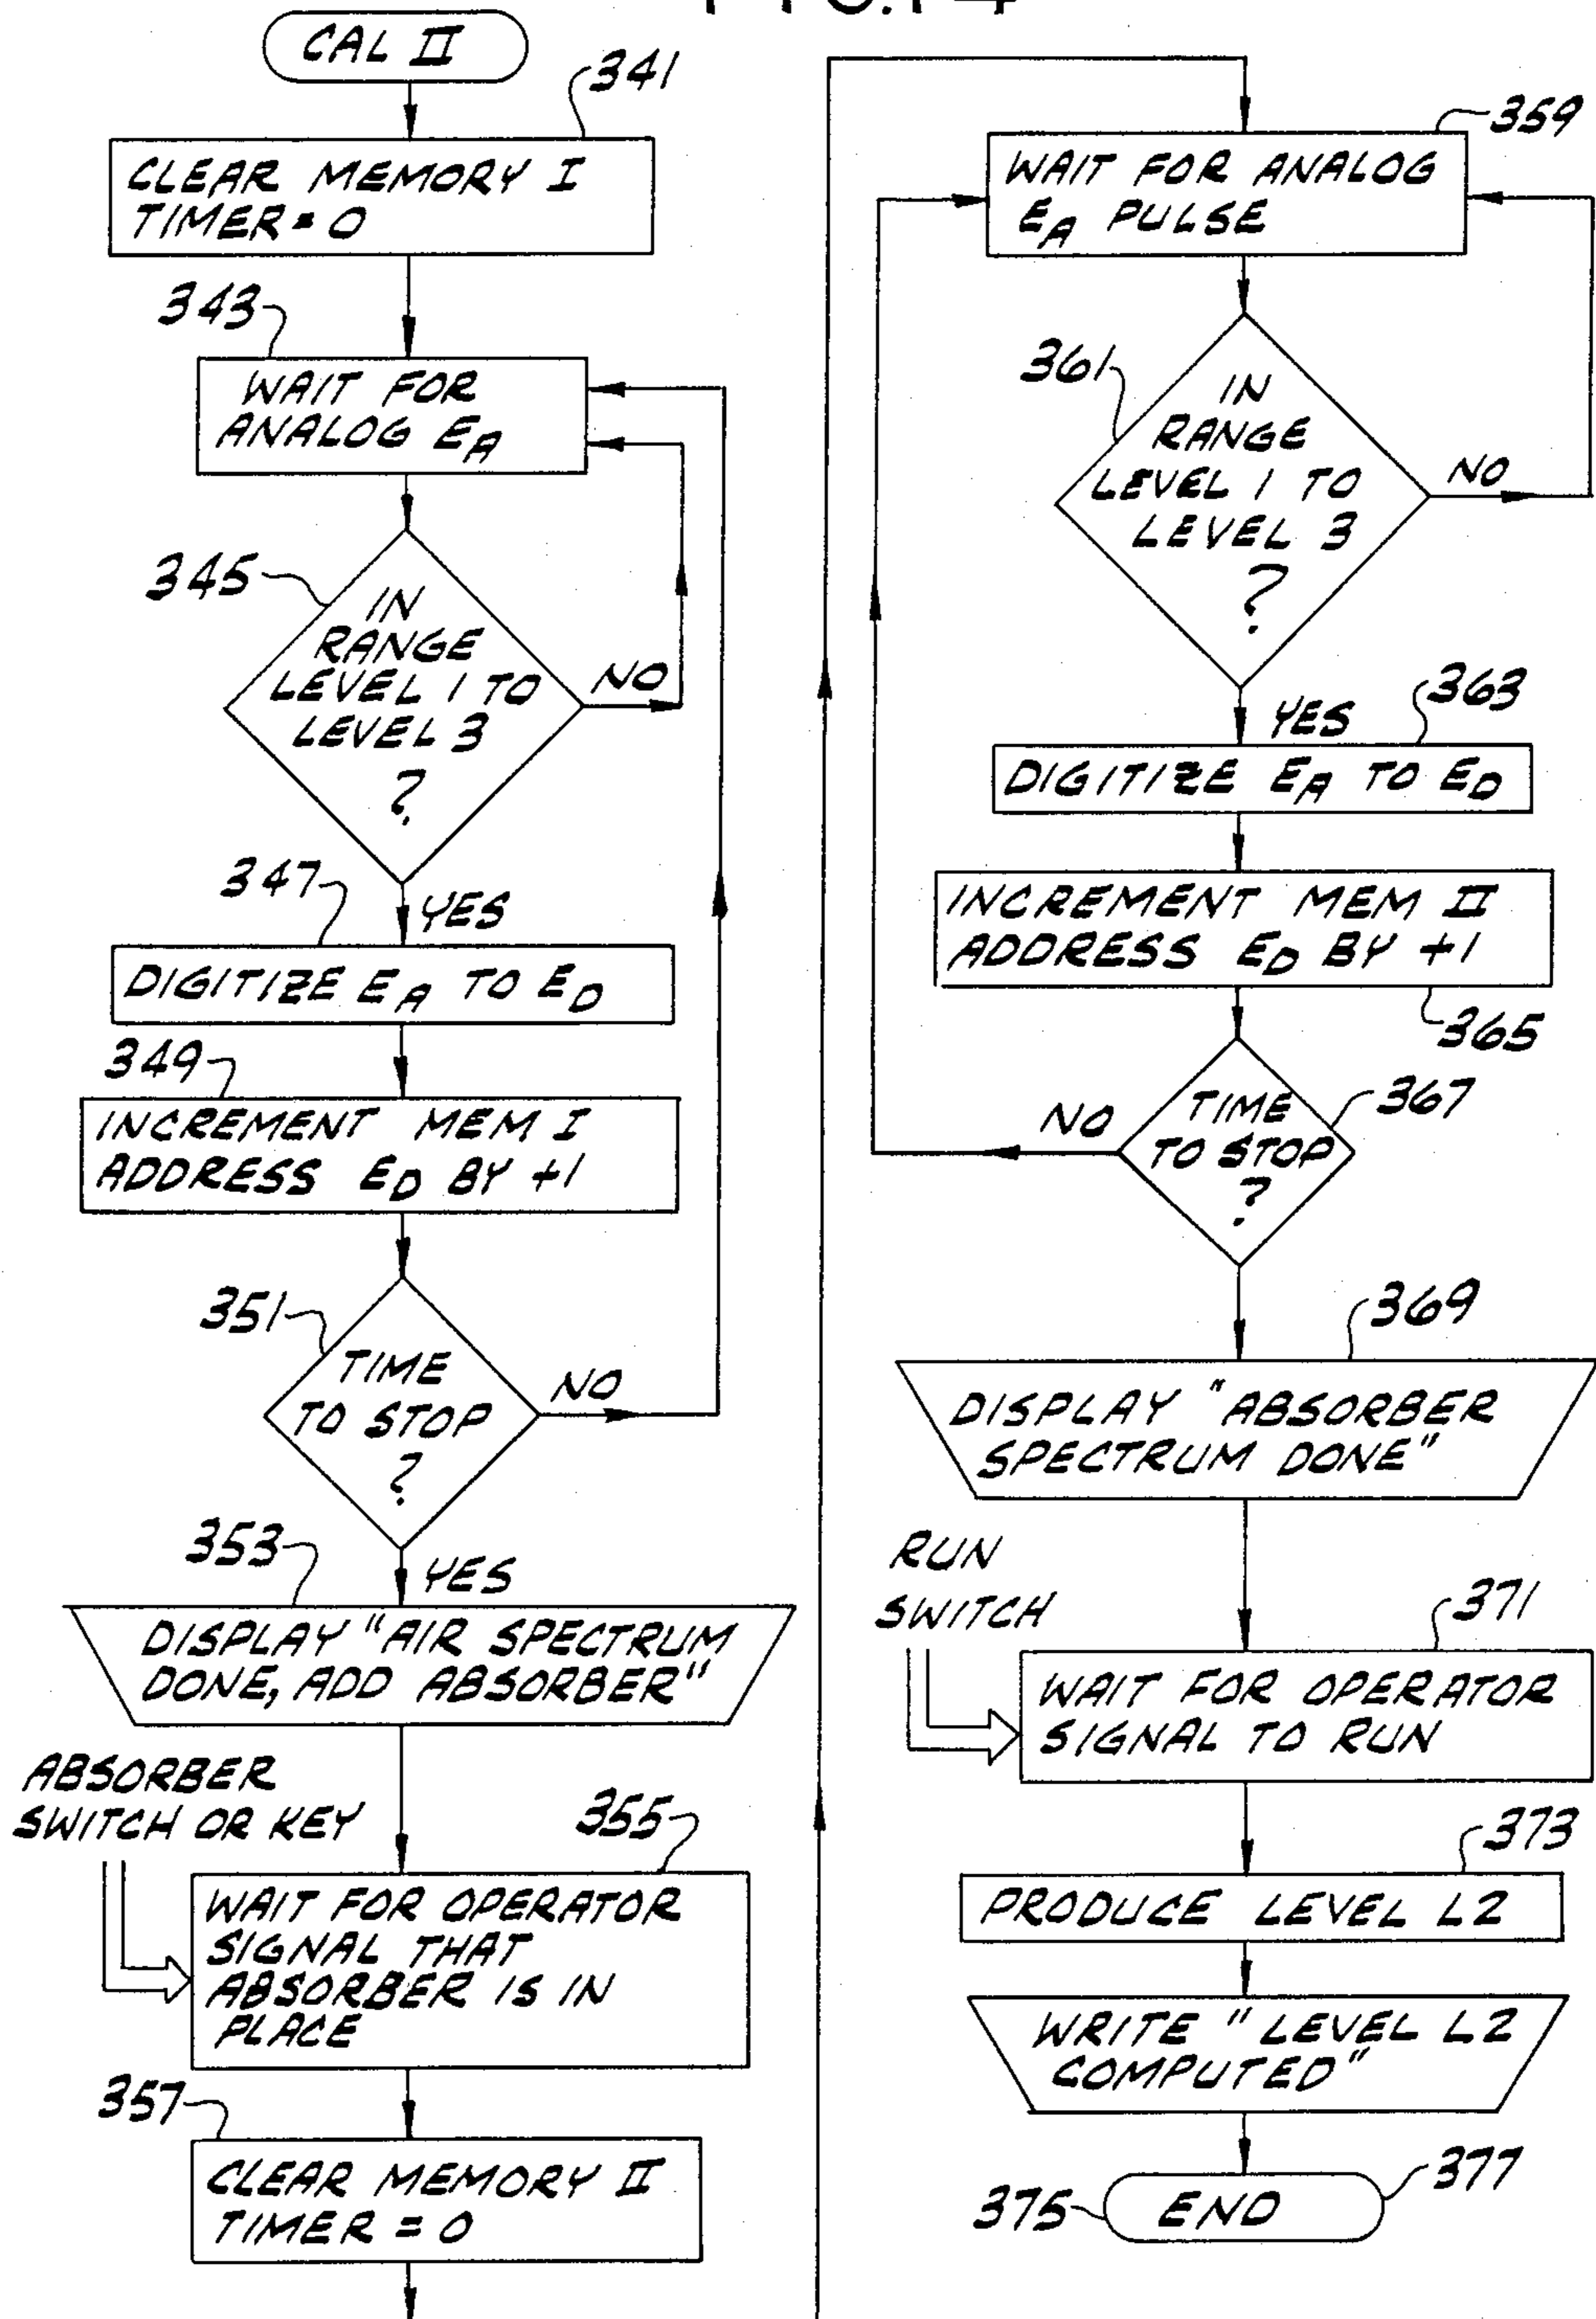 FIG. 14
CAL II
341
CLEAR MEMORY I
TIMER = 0
343
WAIT FOR
ANALOG EA
345
IN
RANGE
LEVEL 1 TO
LEVEL 3
?
NO
YES
347
DIGITIZE EA TO ED
349
INCREMENT MEM I
ADDRESS ED BY +1
351
TIME
TO STOP
?
NO
YES
353
DISPLAY "AIR SPECTRUM
DONE, ADD ABSORBER"
ABSORBER
SWITCH OR KEY
355
WAIT FOR OPERATOR
SIGNAL THAT
ABSORBER IS IN
PLACE
357
CLEAR MEMORY II
TIMER = 0
359
WAIT FOR ANALOG
EA PULSE
361
IN
RANGE
LEVEL 1 TO
LEVEL 3
?
NO
YES
363
DIGITIZE EA TO ED
INCREMENT MEM II
ADDRESS ED BY +1
365
367
TIME
TO STOP
?
NO
369
DISPLAY "ABSORBER
SPECTRUM DONE"
RUN
SWITCH
371
WAIT FOR OPERATOR
SIGNAL TO RUN
373
PRODUCE LEVEL L2
WRITE "LEVEL L2
COMPUTED"
375
END
377